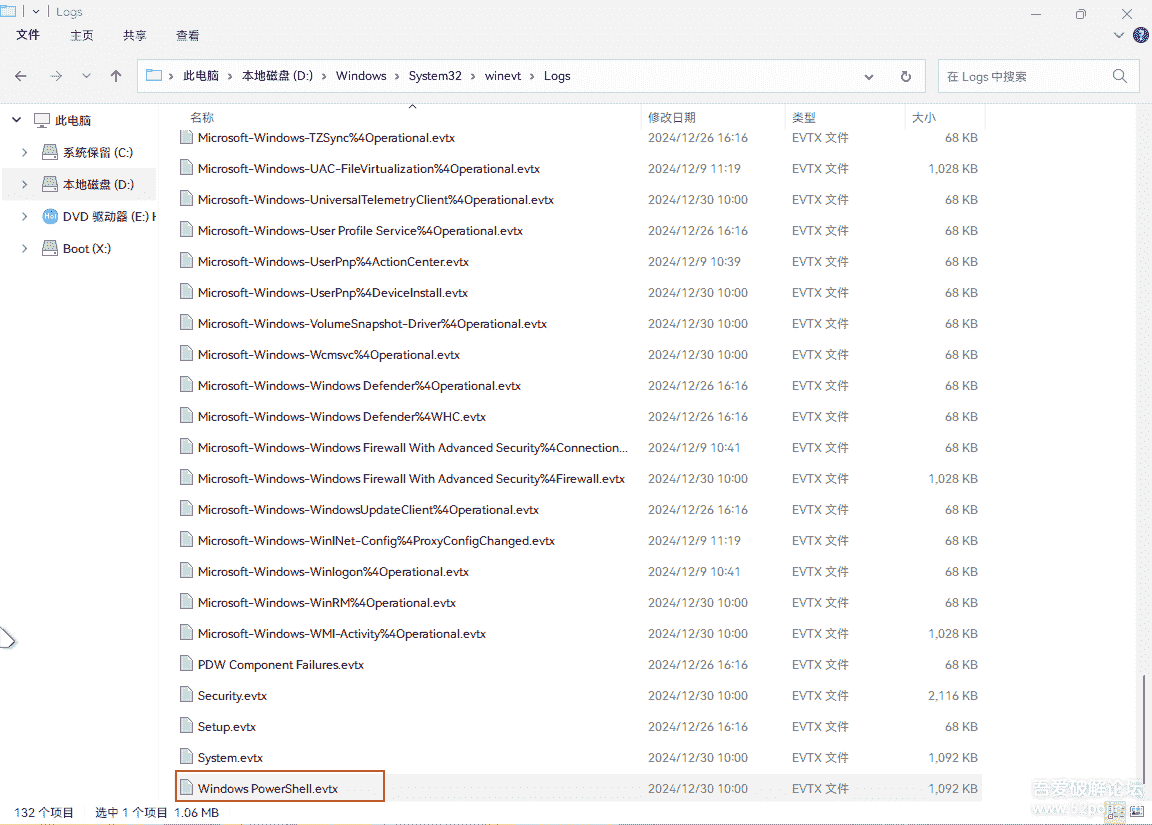 Logs
文件 主页 共享 查看
此电脑 本地磁盘 (D:) Windows System32 winevt Logs 在 Logs 中搜索
此电脑
系统保留 (C:)
本地磁盘 (D:)
DVD 驱动器 (E:) H
Boot (X:)
名称 修改日期 类型 大小
Microsoft-Windows-TZSync%4Operational.evtx 2024/12/26 16:16 EVTX 文件 68 KB
Microsoft-Windows-UAC-FileVirtualization%4Operational.evtx 2024/12/9 11:19 EVTX 文件 1,028 KB
Microsoft-Windows-UniversalTelemetryClient%4Operational.evtx 2024/12/30 10:00 EVTX 文件 68 KB
Microsoft-Windows-User Profile Service%4Operational.evtx 2024/12/26 16:16 EVTX 文件 68 KB
Microsoft-Windows-UserPnp%4ActionCenter.evtx 2024/12/9 10:39 EVTX 文件 68 KB
Microsoft-Windows-UserPnp%4DeviceInstall.evtx 2024/12/30 10:00 EVTX 文件 68 KB
Microsoft-Windows-VolumeSnapshot-Driver%4Operational.evtx 2024/12/30 10:00 EVTX 文件 68 KB
Microsoft-Windows-Wcmsvc%4Operational.evtx 2024/12/30 10:00 EVTX 文件 68 KB
Microsoft-Windows-Windows Defender%4Operational.evtx 2024/12/26 16:16 EVTX 文件 68 KB
Microsoft-Windows-Windows Defender%4WHC.evtx 2024/12/26 16:16 EVTX 文件 68 KB
Microsoft-Windows-Windows Firewall With Advanced Security%4Connection... 2024/12/9 10:41 EVTX 文件 68 KB
Microsoft-Windows-Windows Firewall With Advanced Security%4Firewall.evtx 2024/12/30 10:00 EVTX 文件 1,028 KB
Microsoft-Windows-WindowsUpdateClient%4Operational.evtx 2024/12/26 16:16 EVTX 文件 68 KB
Microsoft-Windows-WinINet-Config%4ProxyConfigChanged.evtx 2024/12/9 11:19 EVTX 文件 68 KB
Microsoft-Windows-Winlogon%4Operational.evtx 2024/12/9 10:41 EVTX 文件 68 KB
Microsoft-Windows-WinRM%4Operational.evtx 2024/12/30 10:00 EVTX 文件 68 KB
Microsoft-Windows-WMI-Activity%4Operational.evtx 2024/12/30 10:00 EVTX 文件 1,028 KB
PDW Component Failures.evtx 2024/12/26 16:16 EVTX 文件 68 KB
Security.evtx 2024/12/30 10:00 EVTX 文件 2,116 KB
Setup.evtx 2024/12/26 16:16 EVTX 文件 68 KB
System.evtx 2024/12/30 10:00 EVTX 文件 1,092 KB
Windows PowerShell.evtx 2024/12/30 10:00 EVTX 文件 1,092 KB
吾爱破解论坛
132 个项目 选中 1 个项目 1.06 MB